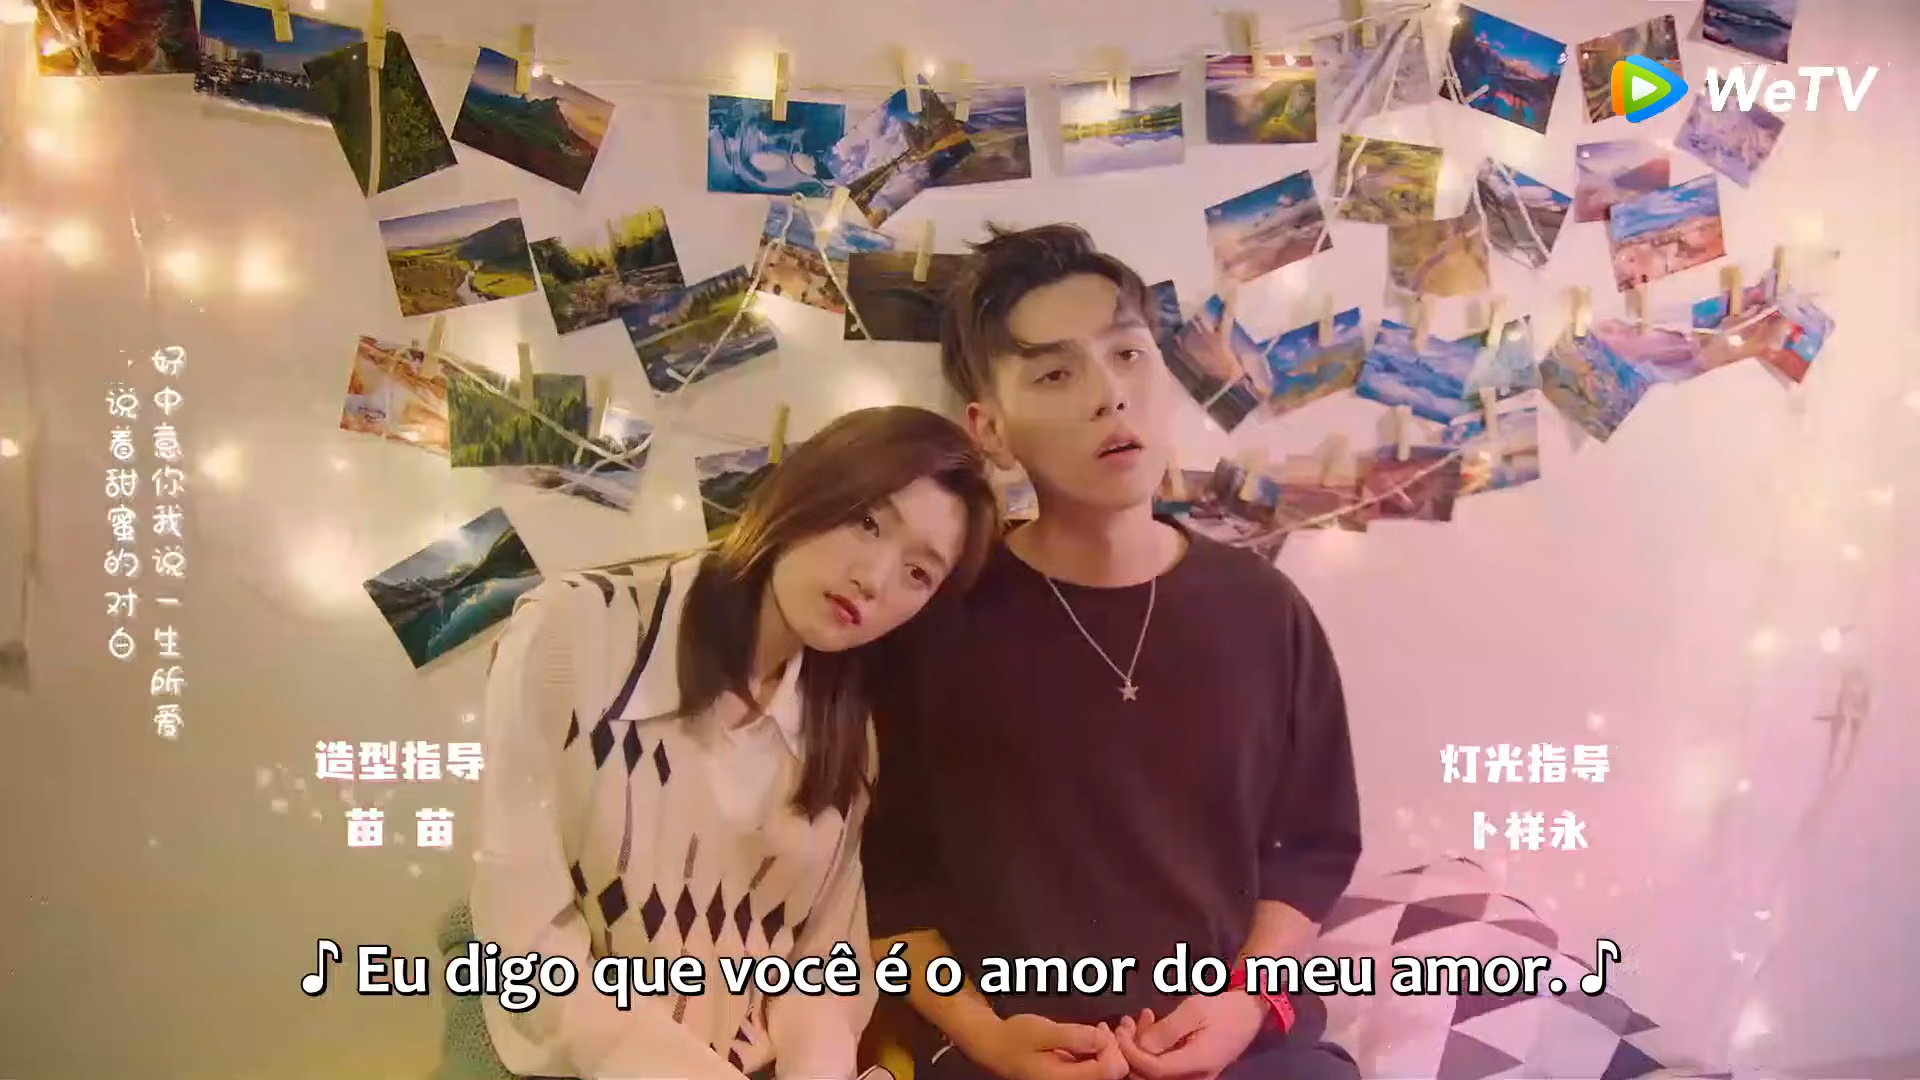 WeTV
好中意你我说一生所爱
说着甜蜜的对白
造型指导
苗 苗
灯光指导
卜祥永
♪ Eu digo que você é o amor do meu amor. ♪